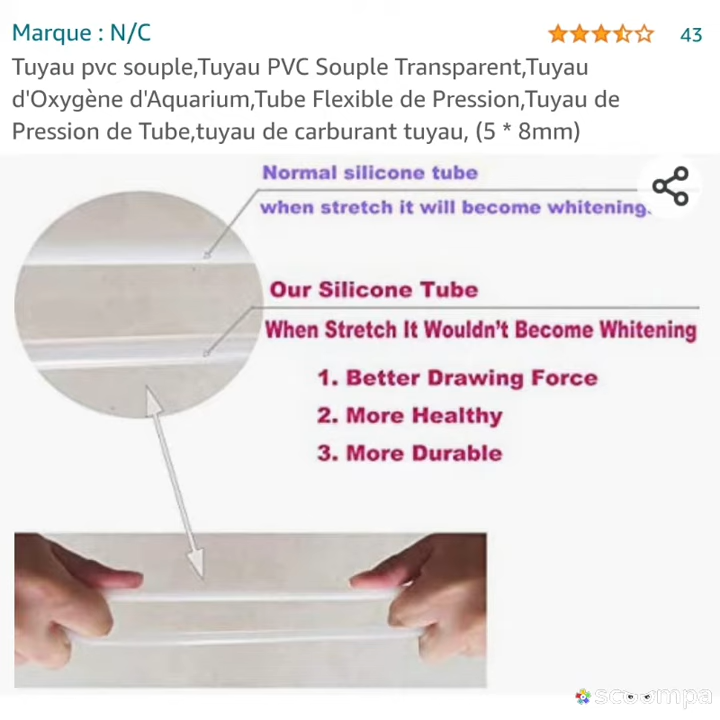 Marque : N/C
43
Tuyau pvc souple,Tuyau PVC Souple Transparent,Tuyau
d'Oxygène d'Aquarium,Tube Flexible de Pression,Tuyau de
Pression de Tube,tuyau de carburant tuyau, (5 * 8mm)
Normal silicone tube
when stretch it will become whitening.
Our Silicone Tube
When Stretch It Wouldn't Become Whitening
1. Better Drawing Force
2. More Healthy
3. More Durable
scoompa